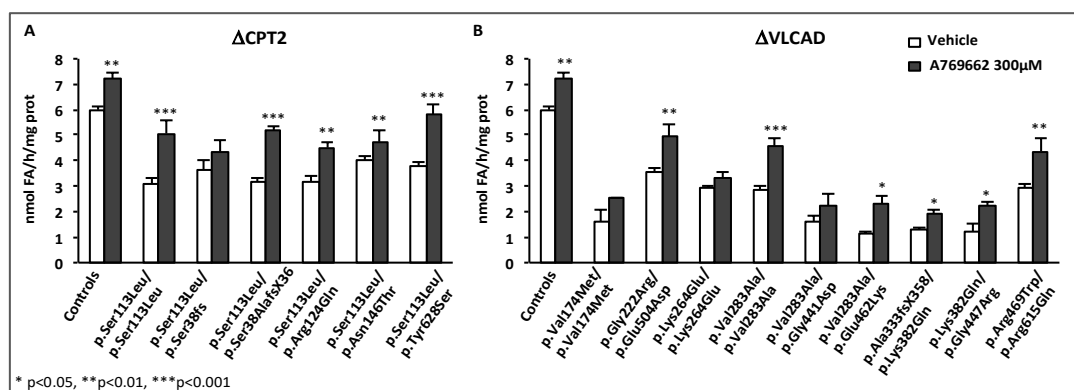 A
ΔCPT2
nmol FA/h/mg prot
8
7
6
5
4
3
2
1
0
**
***
***
**
**
***
Controls
p.Ser113Leu/
p.Ser113Leu
p.Ser113Leu/
p.Ser38fs
p.Ser113Leu/
p.Ser38AlafsX36
p.Ser113Leu/
p.Arg124Gln
p.Ser113Leu/
p.Asn146Thr
p.Ser113Leu/
p.Tyr628Ser
B
ΔVLCAD
Vehicle
A769662 300µM
nmol FA/h/mg prot
8
7
6
5
4
3
2
1
0
**
**
***
*
*
*
**
Controls
p.Val174Met/
p.Val174Met
p.Gly222Arg/
p.Glu504Asp
p.Lys264Glu/
p.Lys264Glu
p.Val283Ala/
p.Val283Ala
p.Val283Ala/
p.Gly441Asp
p.Val283Ala/
p.Glu462Lys
p.Ala333fsX358/
p.Lys382Gln
p.Lys382Gln/
p.Gly447Arg
p.Arg469Trp/
p.Arg615Gln
* p<0.05, **p<0.01, ***p<0.001